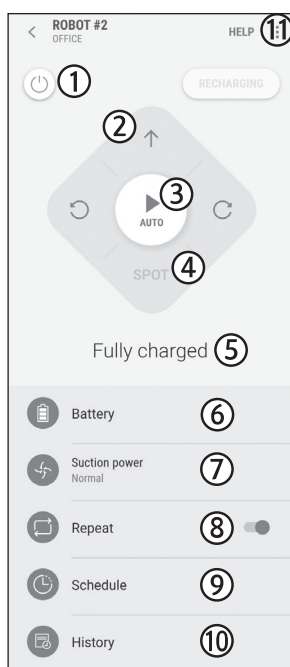 ROBOT #2
OFFICE
HELP ⑪
①
RECHARGING
②
③
AUTO
SPOT ④
Fully charged ⑤
Battery ⑥
Suction power ⑦
Normal
Repeat ⑧
Schedule ⑨
History ⑩